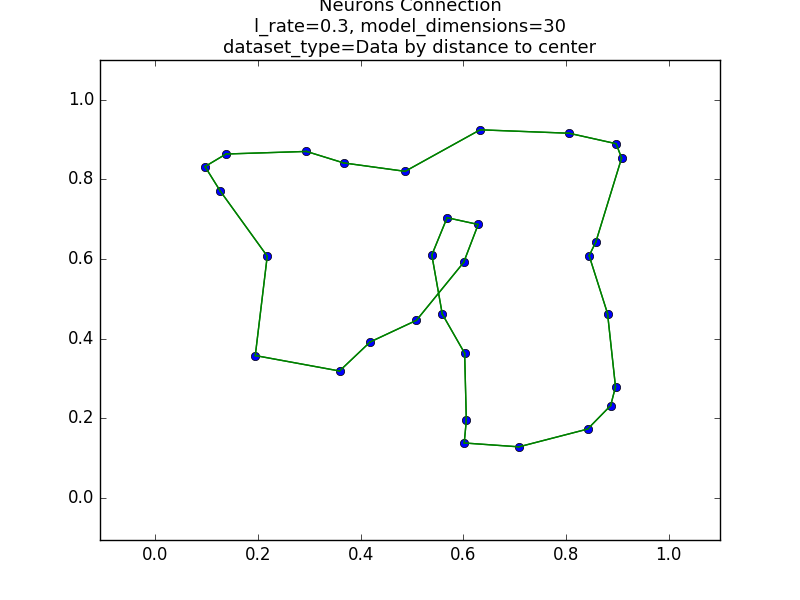 Neurons Connection
l_rate=0.3, model_dimensions=30
dataset_type=Data by distance to center
1.0
0.8
0.6
0.4
0.2
0.0
0.0 0.2 0.4 0.6 0.8 1.0